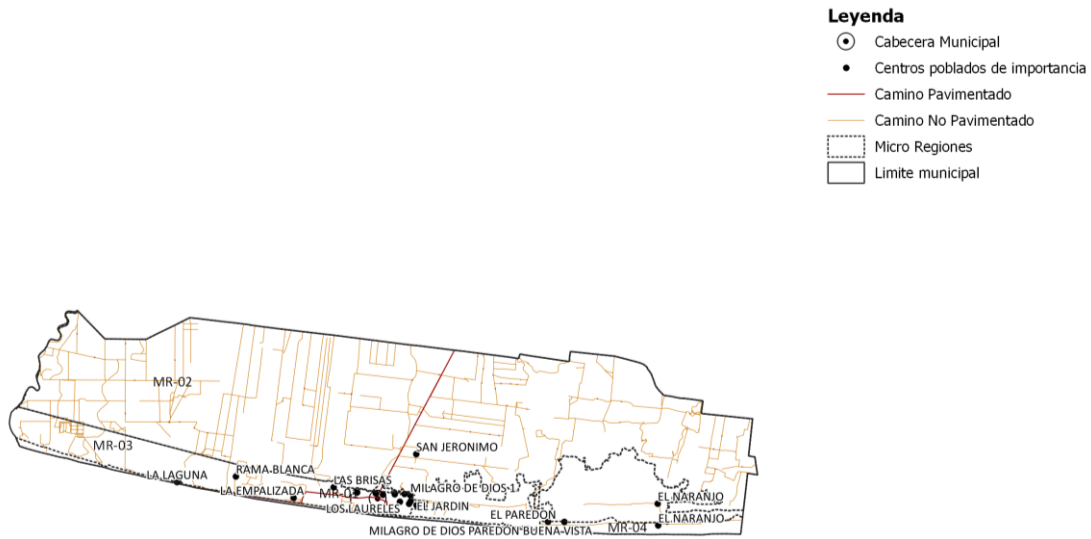 Leyenda
Cabecera Municipal
Centros poblados de importancia
Camino Pavimentado
Camino No Pavimentado
Micro Regiones
Limite municipal
MR-02
MR-03
SAN JERONIMO
LA LAGUNA
RAMA BLANCA
LAS BRISAS
LA EMPALIZADA
MILAGRO DE DIOS 1
LOS LAURELES
EL JARDIN
EL NARANJO
EL PAREDON
EL NARANJO
MILAGRO DE DIOS PAREDON BUENA VISTA
MR-04